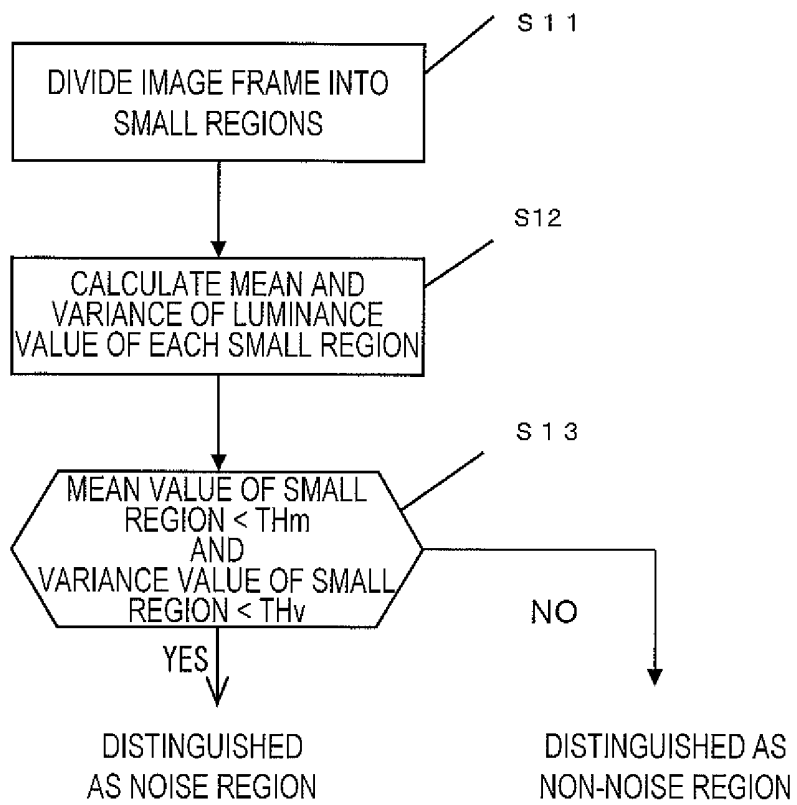 S11
DIVIDE IMAGE FRAME INTO
SMALL REGIONS
S12
CALCULATE MEAN AND
VARIANCE OF LUMINANCE
VALUE OF EACH SMALL REGION
S13
MEAN VALUE OF SMALL
REGION < THm
AND
VARIANCE VALUE OF SMALL
REGION < THv
YES
NO
DISTINGUISHED
AS NOISE REGION
DISTINGUISHED AS
NON-NOISE REGION